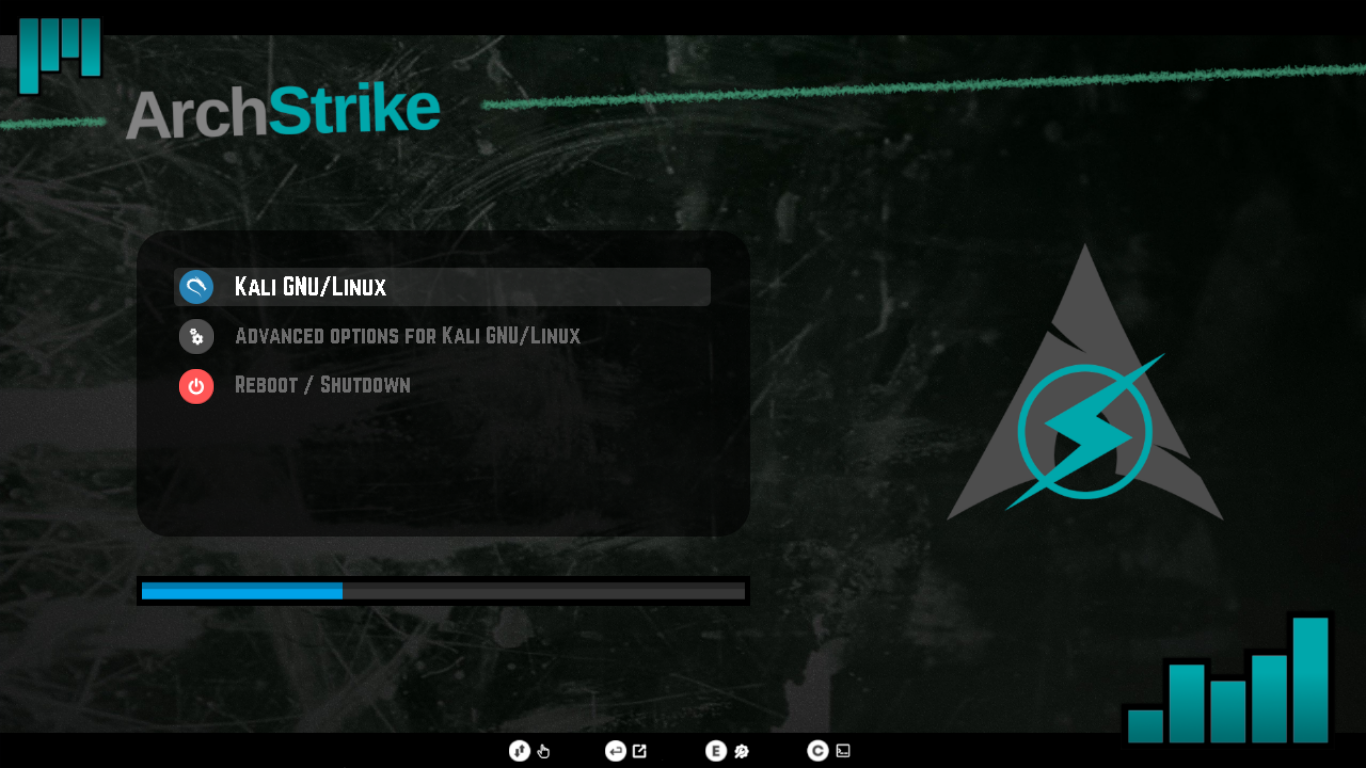 ArchStrike
Kali GNU/Linux
Advanced options for Kali GNU/Linux
Reboot / Shutdown
E C